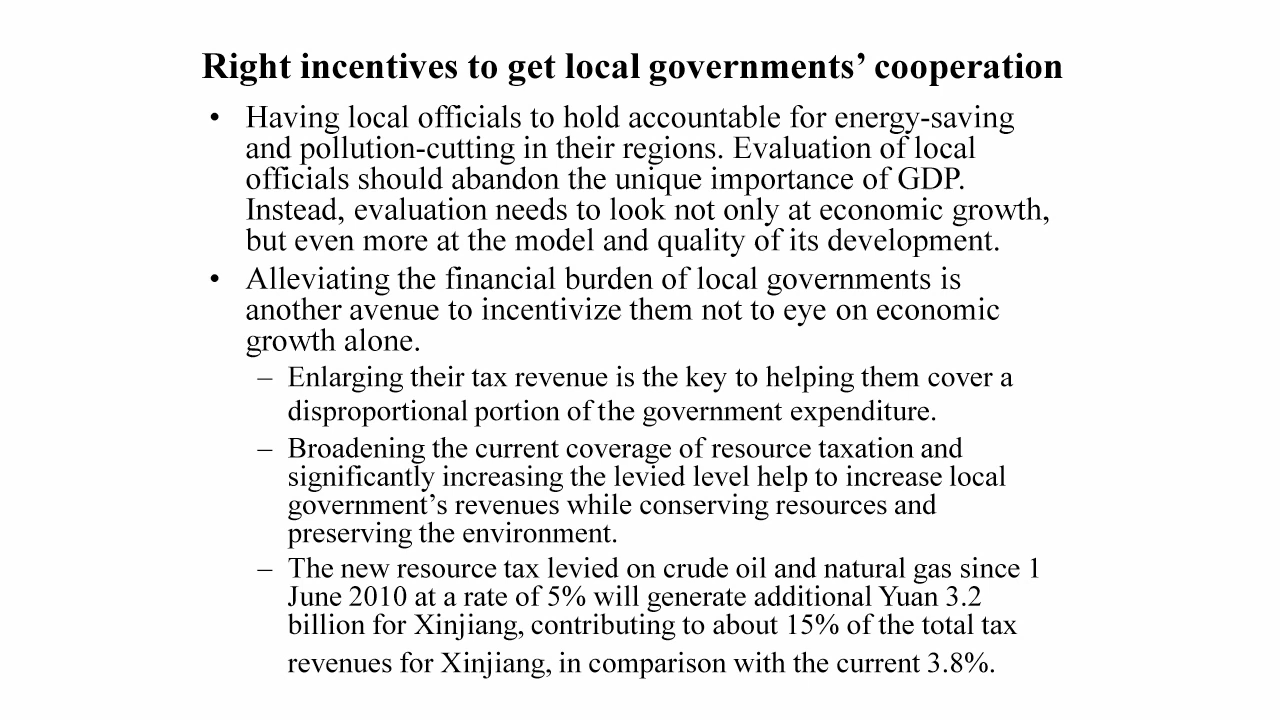 Right incentives to get local governments’ cooperation
• Having local officials to hold accountable for energy-saving
and pollution-cutting in their regions. Evaluation of local
officials should abandon the unique importance of GDP.
Instead, evaluation needs to look not only at economic growth,
but even more at the model and quality of its development.
• Alleviating the financial burden of local governments is
another avenue to incentivize them not to eye on economic
growth alone.
– Enlarging their tax revenue is the key to helping them cover a
disproportional portion of the government expenditure.
– Broadening the current coverage of resource taxation and
significantly increasing the levied level help to increase local
government’s revenues while conserving resources and
preserving the environment.
– The new resource tax levied on crude oil and natural gas since 1
June 2010 at a rate of 5% will generate additional Yuan 3.2
billion for Xinjiang, contributing to about 15% of the total tax
revenues for Xinjiang, in comparison with the current 3.8%.